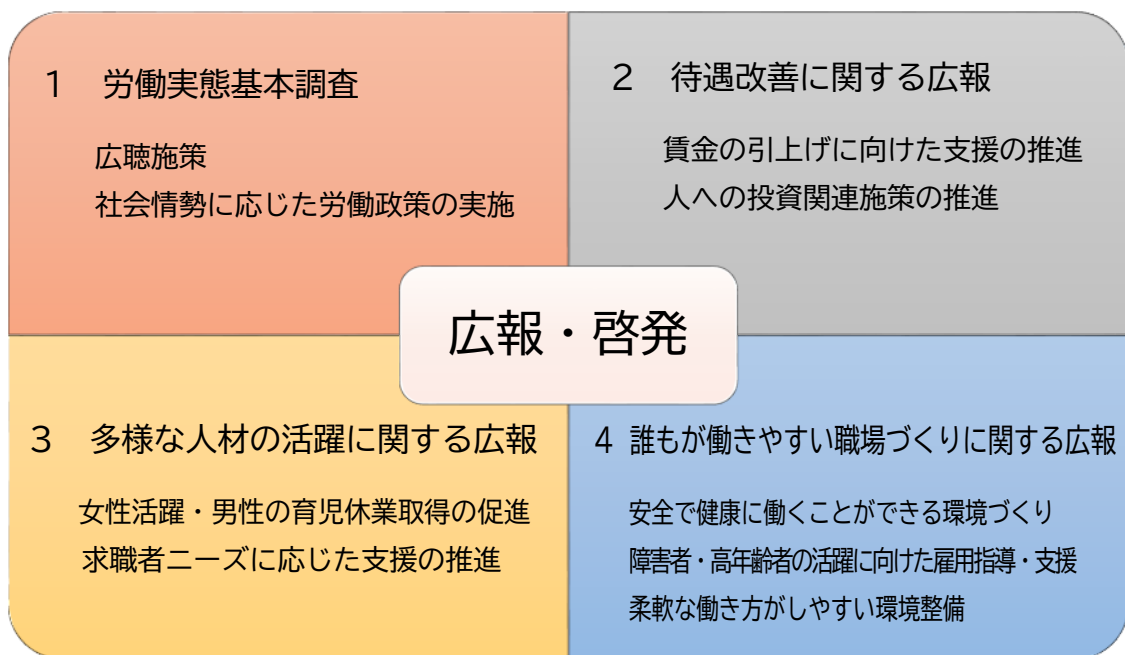 1 労働実態基本調査
広聴施策
社会情勢に応じた労働政策の実施
2 待遇改善に関する広報
賃金の引上げに向けた支援の推進
人への投資関連施策の推進
広報・啓発
3 多様な人材の活躍に関する広報
女性活躍・男性の育児休業取得の促進
求職者ニーズに応じた支援の推進
4 誰もが働きやすい職場づくりに関する広報
安全で健康に働くことができる環境づくり
障害者・高年齢者の活躍に向けた雇用指導・支援
柔軟な働き方がしやすい環境整備